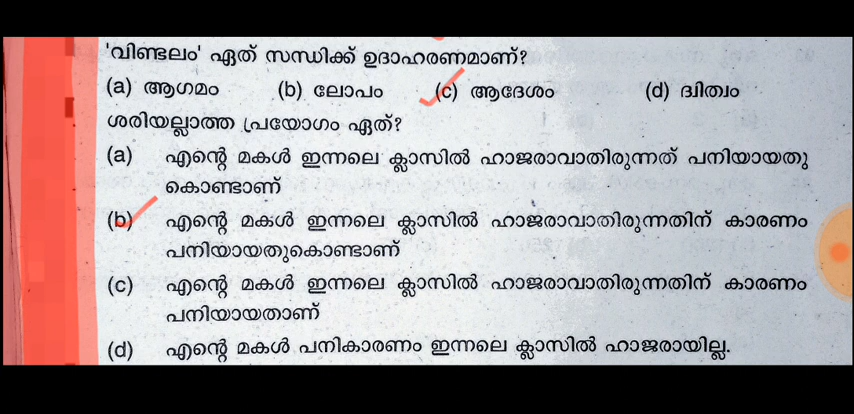 'വിണ്ടലം' ഏത് സന്ധിക്ക് ഉദാഹരണമാണ്?
(a) ആഗമം (b) ലോപം (c) ആദേശം (d) ദ്വിത്വം
ശരിയല്ലാത്ത പ്രയോഗം ഏത്?
(a) എന്റെ മകൾ ഇന്നലെ ക്ലാസിൽ ഹാജരാവാതിരുന്നത് പനിയായതു
കൊണ്ടാണ്
(b) എന്റെ മകൾ ഇന്നലെ ക്ലാസിൽ ഹാജരാവാതിരുന്നതിന് കാരണം
പനിയായതുകൊണ്ടാണ്
(c) എന്റെ മകൾ ഇന്നലെ ക്ലാസിൽ ഹാജരാവാതിരുന്നതിന് കാരണം
പനിയായതാണ്
(d) എന്റെ മകൾ പനികാരണം ഇന്നലെ ക്ലാസിൽ ഹാജരായില്ല.